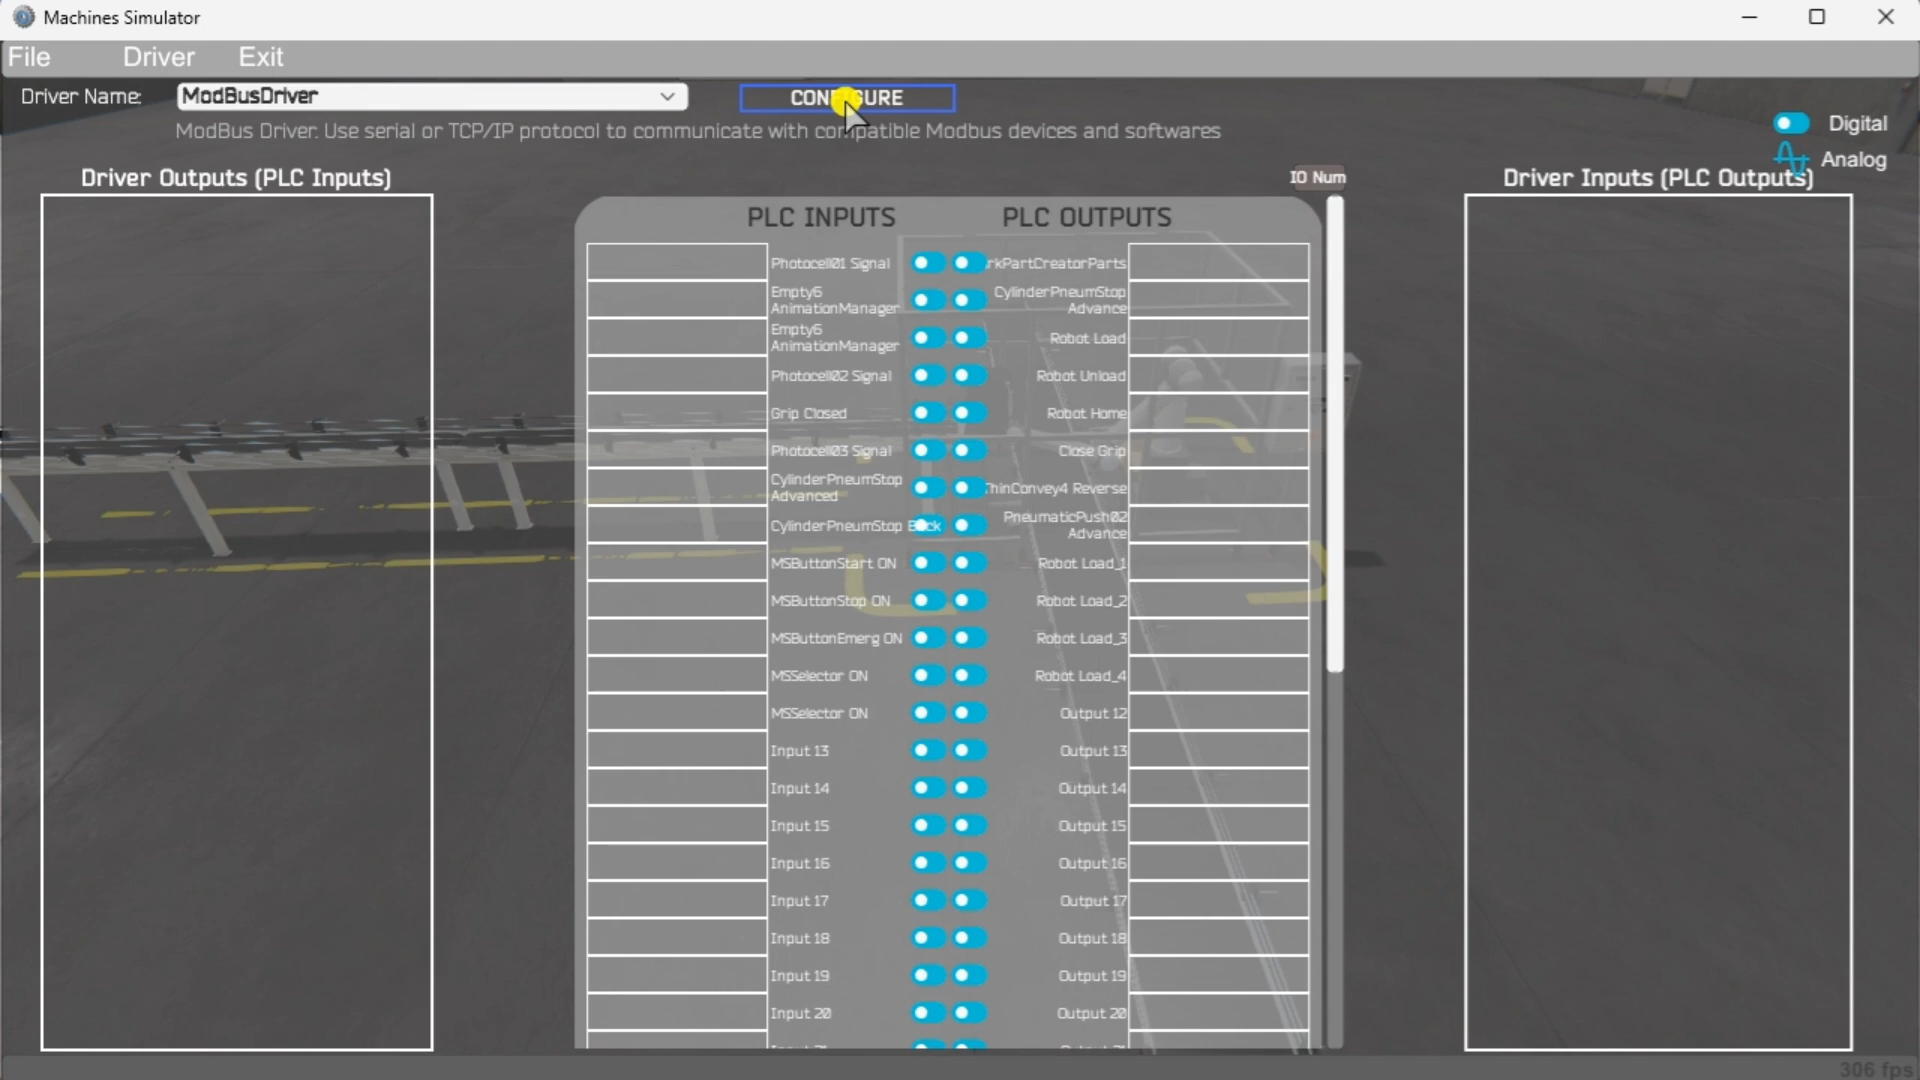 Machines Simulator
File Driver Exit
Driver Name: ModBusDriver CONFIGURE
ModBus Driver. Use serial or TCP/IP protocol to communicate with compatible Modbus devices and softwares
Digital
Analog
Driver Outputs (PLC Inputs)
IO Num
Driver Inputs (PLC Outputs)
PLC INPUTS PLC OUTPUTS
Photocell01 Signal rkPartCreatorParts
Empty6 AnimationManager CylinderPneumStop Advance
Empty6 AnimationManager Robot Load
Photocell02 Signal Robot Unload
Grip Closed Robot Home
Photocell03 Signal Close Grip
CylinderPneumStop Advanced ThinConvey4 Reverse
CylinderPneumStop Back PneumaticPush02 Advance
MSButtonStart ON Robot Load_1
MSButtonStop ON Robot Load_2
MSButtonEmerg ON Robot Load_3
MSSelector ON Robot Load_4
MSSelector ON Output 12
Input 13 Output 13
Input 14 Output 14
Input 15 Output 15
Input 16 Output 16
Input 17 Output 17
Input 18 Output 18
Input 19 Output 19
Input 20 Output 20
306 fps